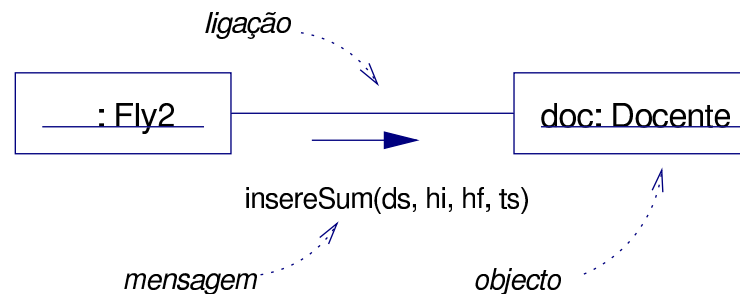 ligação
: Fly2
doc: Docente
insereSum(ds, hi, hf, ts)
mensagem
objecto